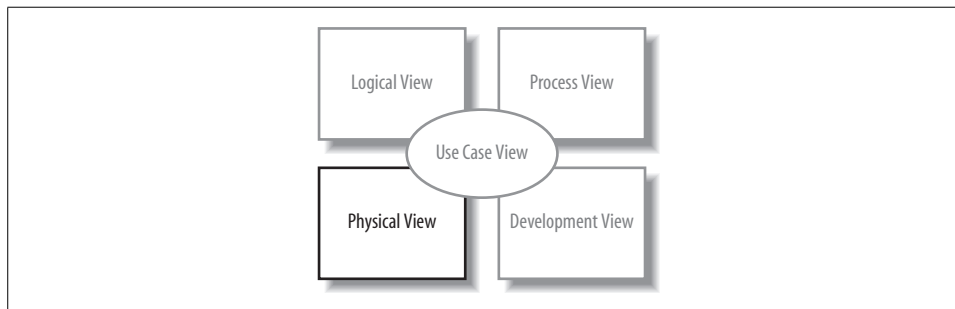 Logical View
Process View
Use Case View
Physical View
Development View